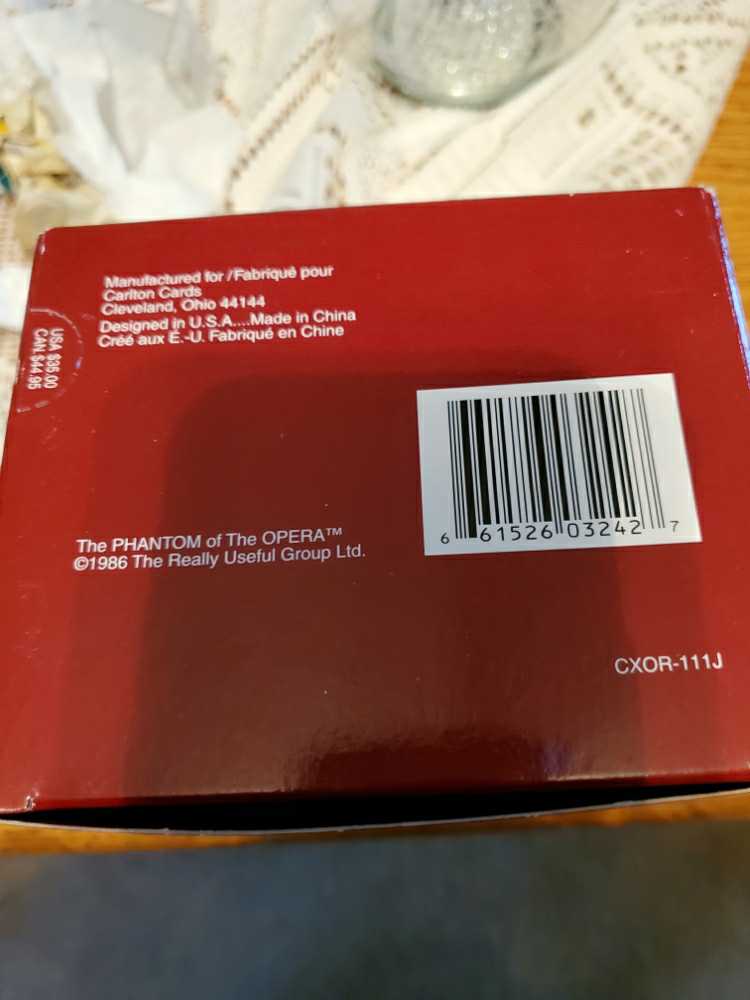 Manufactured for /Fabriqué pour
Carlton Cards
Cleveland, Ohio 44144
Designed in U.S.A....Made in China
Créé aux É.-U. Fabriqué en Chine
USA $35.00
CAN $44.95
6 61526 03242 7
The PHANTOM of The OPERA™
©1986 The Really Useful Group Ltd.
CXOR-111J